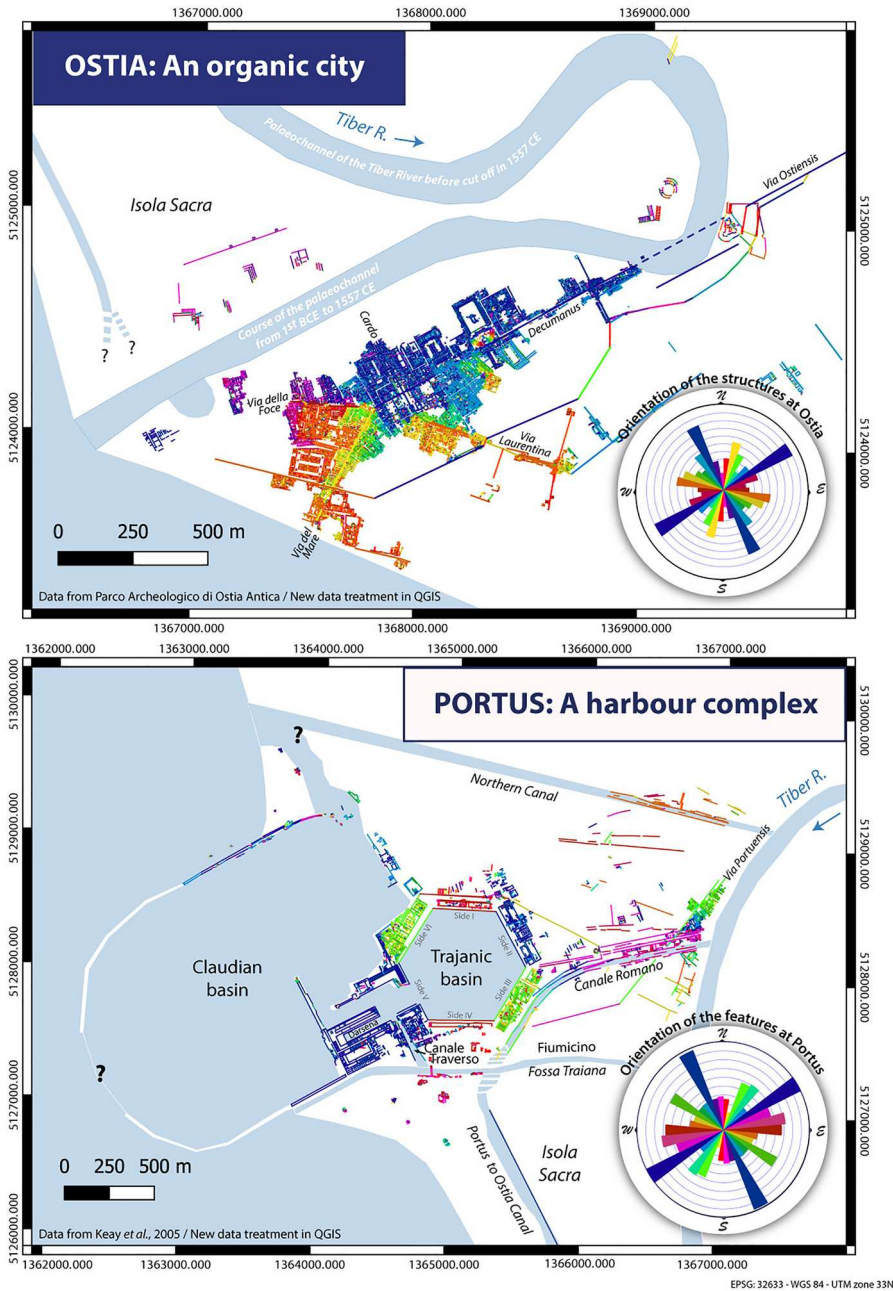 1367000.000
1368000.000
1369000.000
OSTIA: An organic city
Tiber R.
Palaeochannel of the Tiber River before cut off in 1557 CE
Via Ostiensis
5125000.000
5125000.000
Isola Sacra
Course of the palaeochannel
from 1st BCE to 1557 CE
? ?
Cardo
Decumanus
Via della
Foce
Via
Laurentina
Via del
Mare
5124000.000
5124000.000
Orientation of the structures at Ostia
N
W
E
S
0 250 500 m
Data from Parco Archeologico di Ostia Antica / New data treatment in QGIS
1367000.000
1368000.000
1369000.000
1362000.000
1363000.000
1364000.000
1365000.000
1366000.000
1367000.000
5130000.000
5130000.000
PORTUS: A harbour complex
?
Northern Canal
Tiber R.
5129000.000
5129000.000
Via Portuensis
Side I
Side II
Side VI
Claudian
basin
Trajanic
basin
5128000.000
5128000.000
Side V
Side III
Canale Romano
Side IV
Darsena
Canale
Traverso
Fiumicino
Fossa Traiana
?
5127000.000
5127000.000
Orientation of the features at Portus
N
W
E
S
Isola
Sacra
Portus to Ostia Canal
0 250 500 m
Data from Keay et al., 2005 / New data treatment in QGIS
5126000.000
1362000.000
1363000.000
1364000.000
1365000.000
1366000.000
1367000.000
EPSG: 32633 - WGS 84 - UTM zone 33N